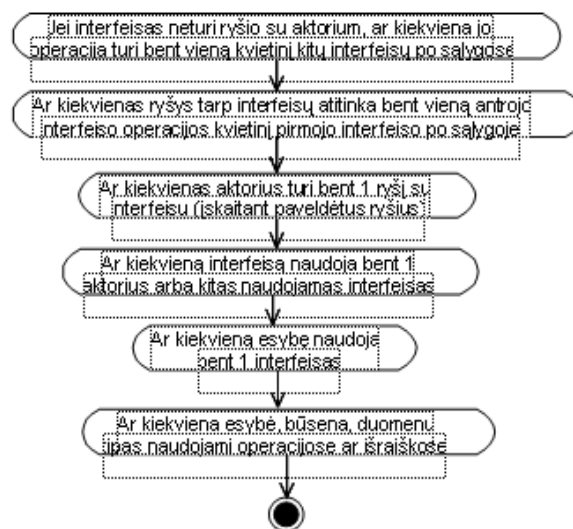 Jei interfeisas neturi ryšio su aktorium, ar kiekviena jo
operacija turi bent vieną kvietinį kitų interfeisų po sąlygose
Ar kiekvienas ryšys tarp interfeisų atitinka bent vieną antrojo
interfeiso operacijos kvietinį pirmojo interfeiso po sąlygoje
Ar kiekvienas aktorius turi bent 1 ryšį su
interfeisu (įskaitant paveldėtus ryšius)
Ar kiekvieną interfeisą naudoja bent 1
aktorius arba kitas naudojamas interfeisas
Ar kiekvieną esybę naudoja
bent 1 interfeisas
Ar kiekviena esybė, būsena, duomenų
tipas naudojami operacijose ar išraiškose